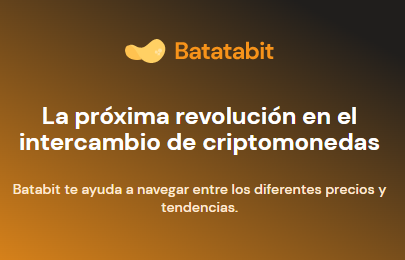 Batatabit
La próxima revolución en el
intercambio de criptomonedas
Batabit te ayuda a navegar entre los diferentes precios y
tendencias.